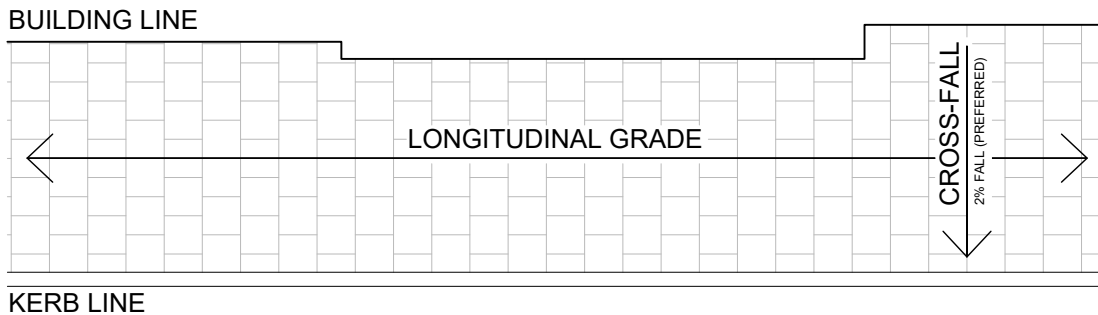 BUILDING LINE
LONGITUDINAL GRADE
CROSS-FALL
2% FALL (PREFERRED)
KERB LINE